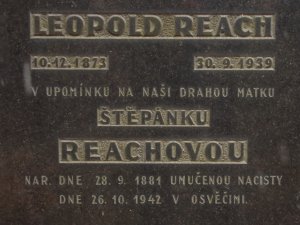 LEOPOLD REACH
10.12.1873 30.9.1939
V UPOMÍNKU NA NAŠI DRAHOU MATKU
ŠTĚPÁNKU
REACHOVOU
NAR. DNE 28.9.1881 UMUČENOU NACISTY
DNE 26.10.1942 V OSVĚČIMI.